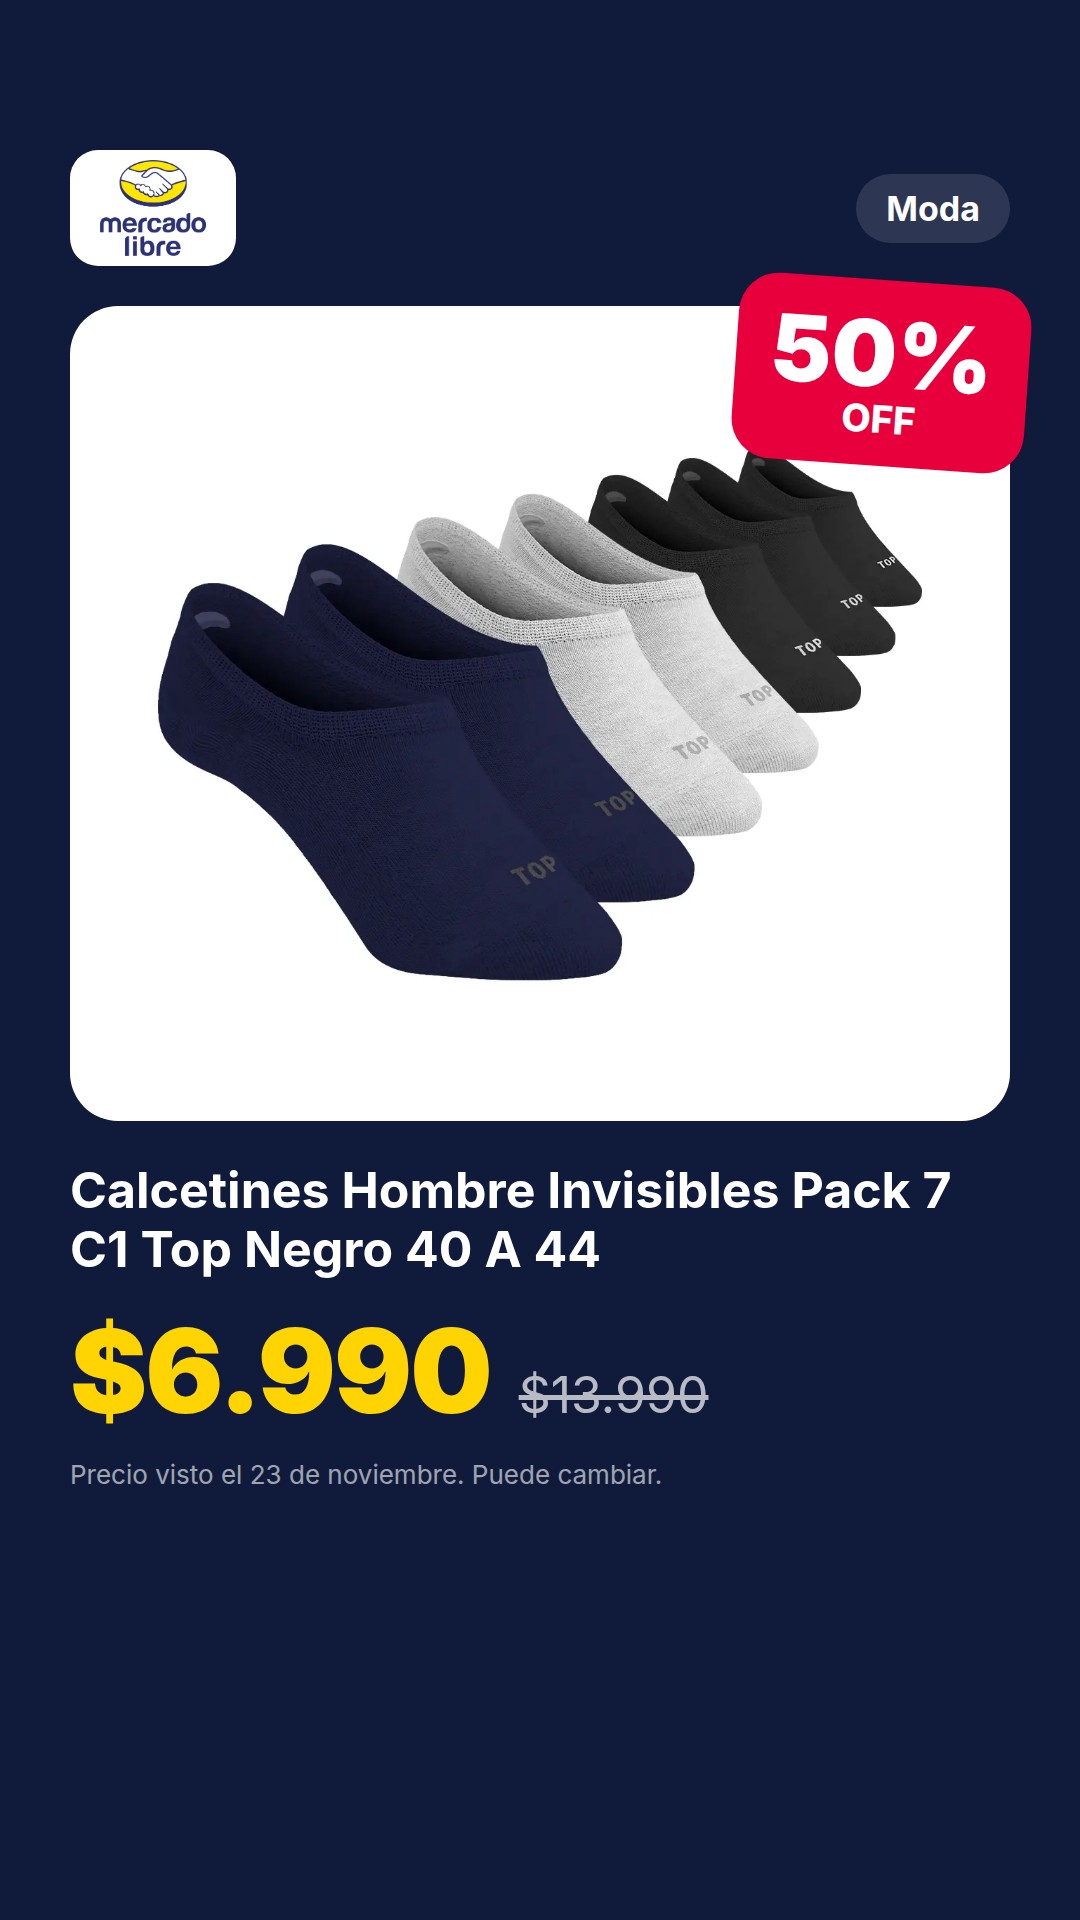 mercado
libre
Moda
50%
OFF
TOP
TOP
TOP
TOP
TOP
TOP
TOP
Calcetines Hombre Invisibles Pack 7
C1 Top Negro 40 A 44
$6.990 $13.990
Precio visto el 23 de noviembre. Puede cambiar.